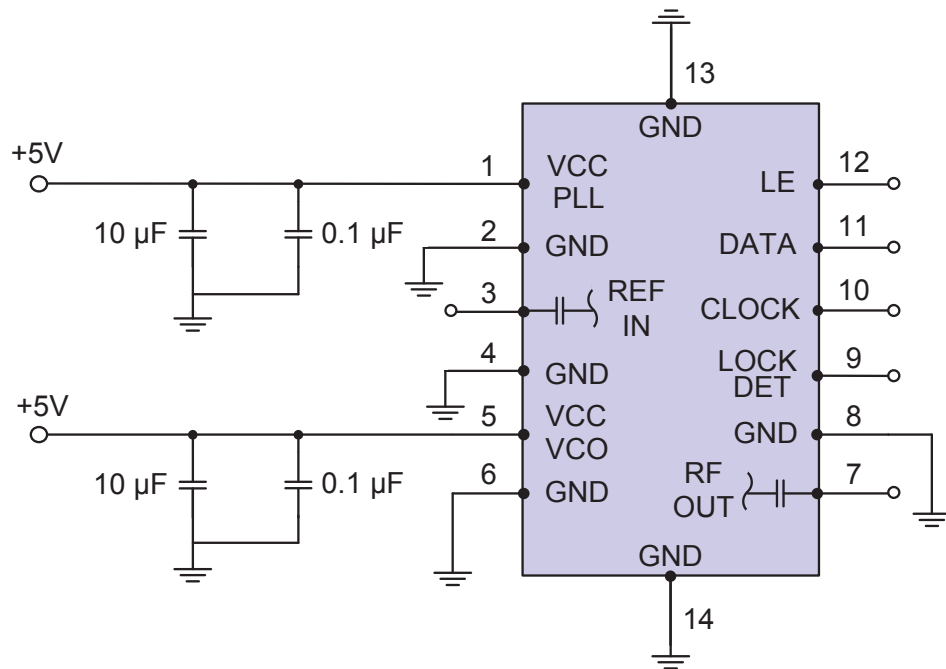 13
GND
+5V
1
VCC
PLL
10 µF
0.1 µF
2
GND
3
REF
IN
4
GND
+5V
5
VCC
VCO
10 µF
0.1 µF
6
GND
LE
12
DATA
11
CLOCK
10
LOCK
DET
9
GND
8
RF
OUT
7
GND
14